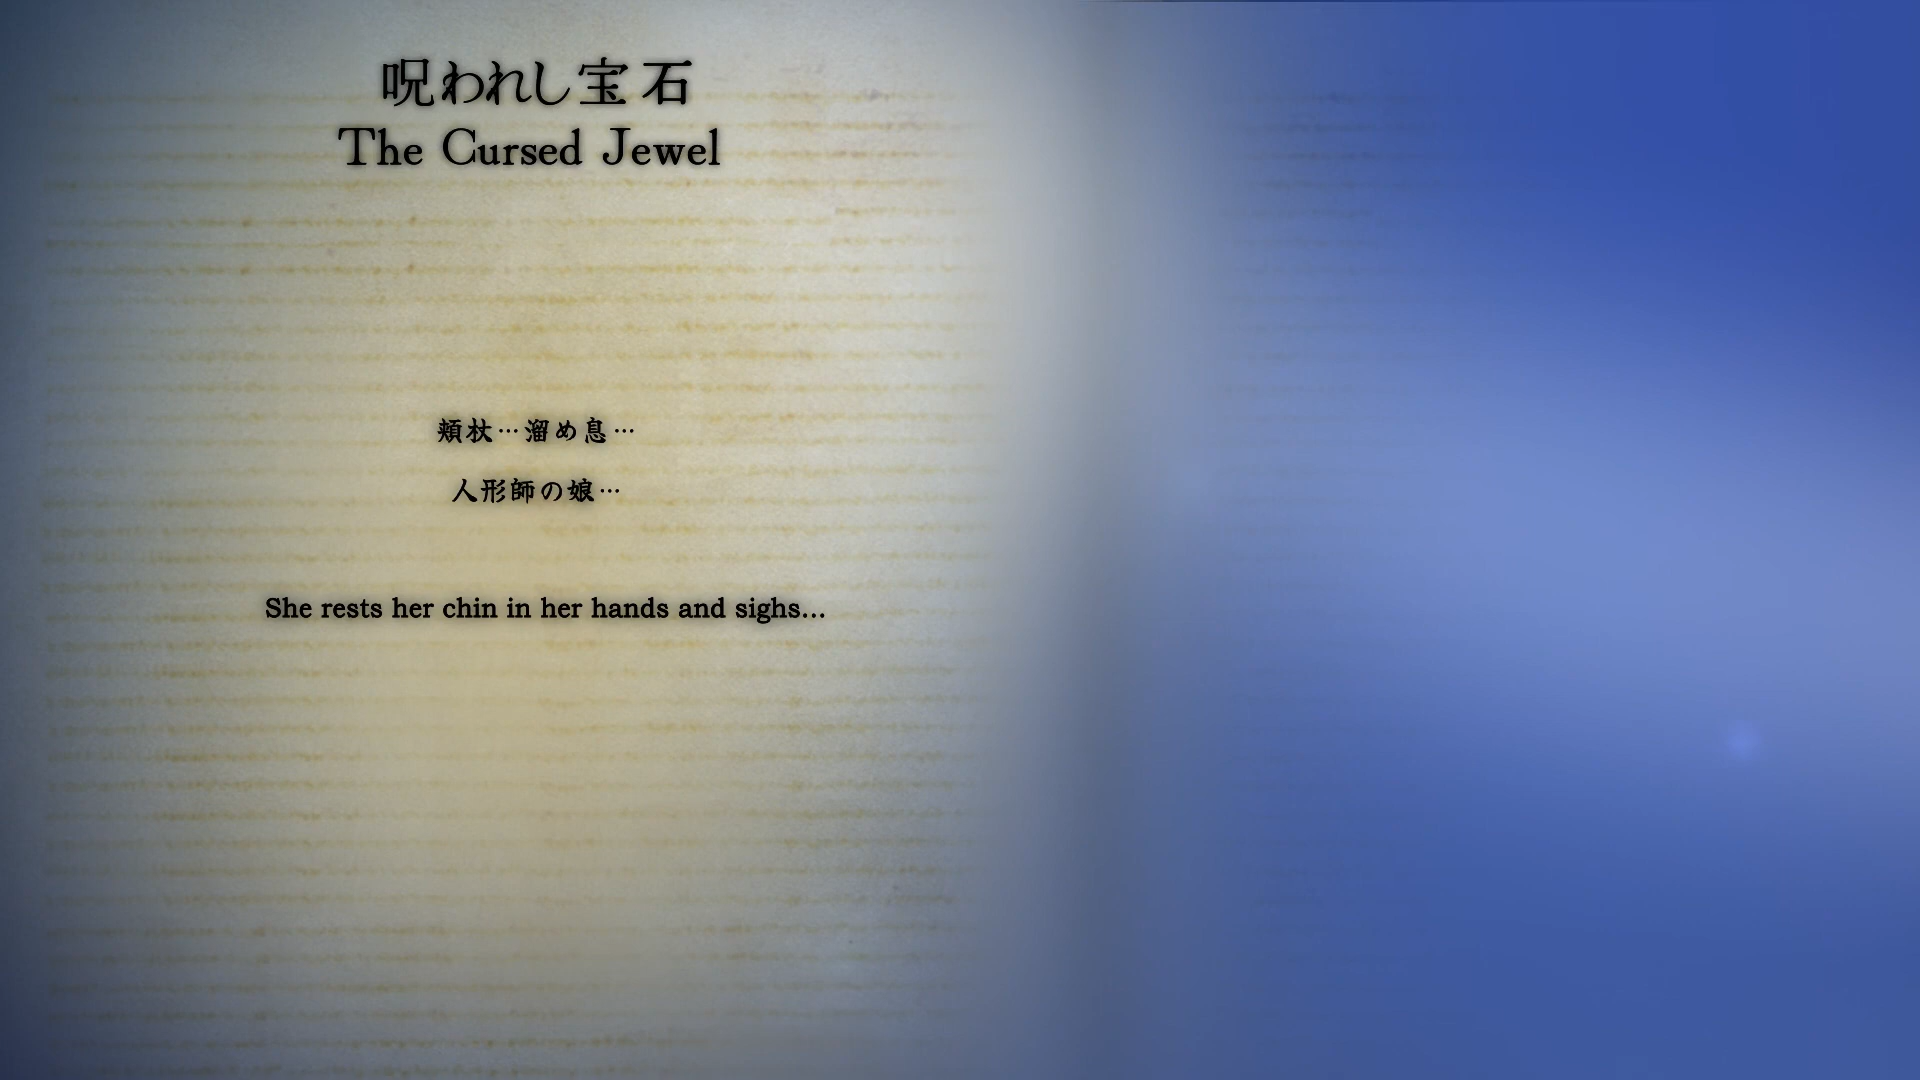 呪われし宝石
The Cursed Jewel
頬杖…溜め息…
人形師の娘…
She rests her chin in her hands and sighs...